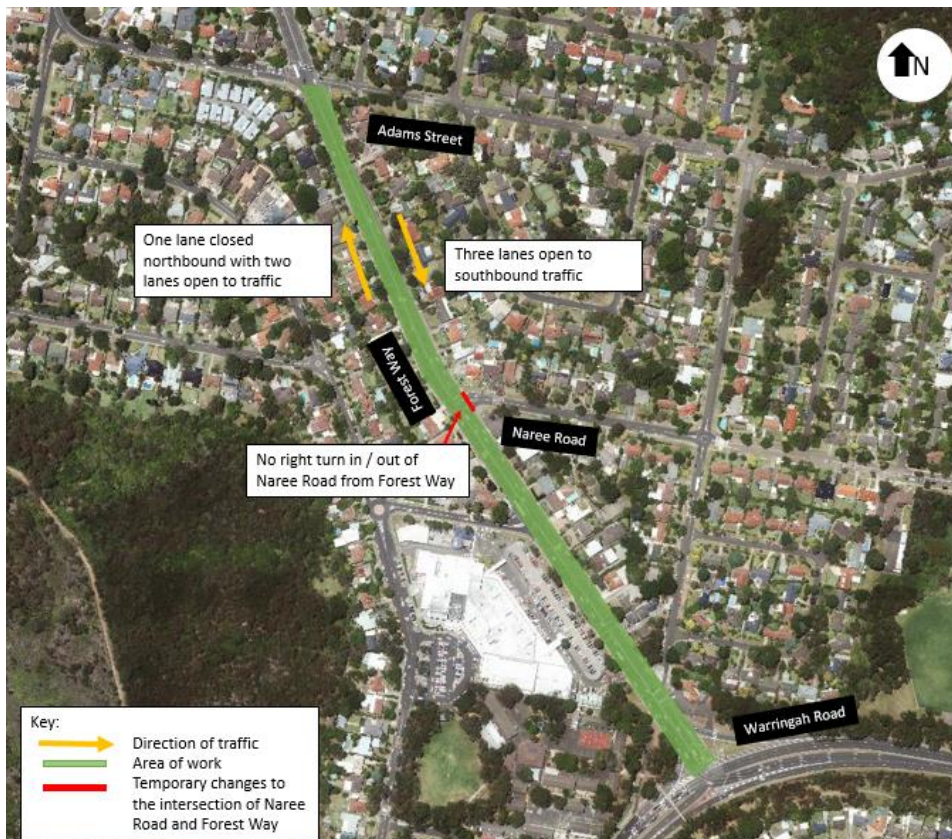 N
Adams Street
One lane closed
northbound with two
lanes open to traffic
Three lanes open to
southbound traffic
Forest Way
Naree Road
No right turn in / out of
Naree Road from Forest Way
Warringah Road
Key:
Direction of traffic
Area of work
Temporary changes to
the intersection of Naree
Road and Forest Way